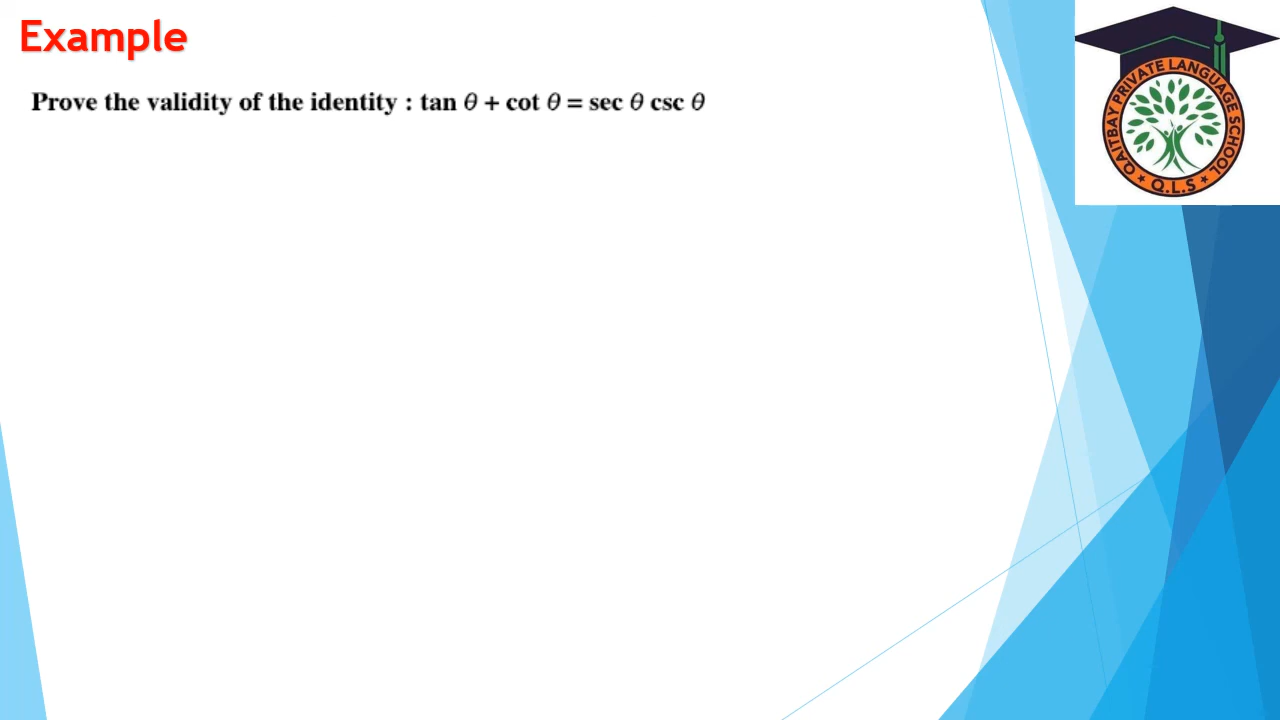 Example
Prove the validity of the identity : tan θ + cot θ = sec θ csc θ
QAITBAY PRIVATE LANGUAGE SCHOOL
★ Q.L.S ★